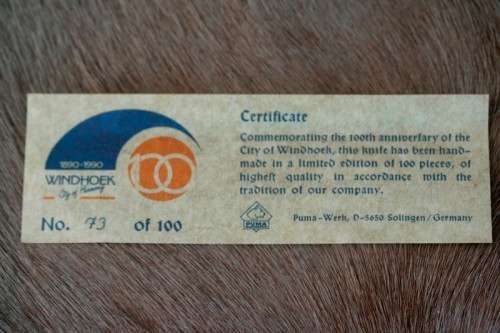 1890-1990
100
WINDHOEK
City of Harmony
No. 73 of 100
Certificate
Commemorating the 100th anniverſary of the
City of Windhoek, this knife has been hand-
made in a limited edition of 100 pieces, of
higheſt quality in accordance with the
tradition of our company.
PUMA
Puma-Werk, D-5650 Solingen/Germany